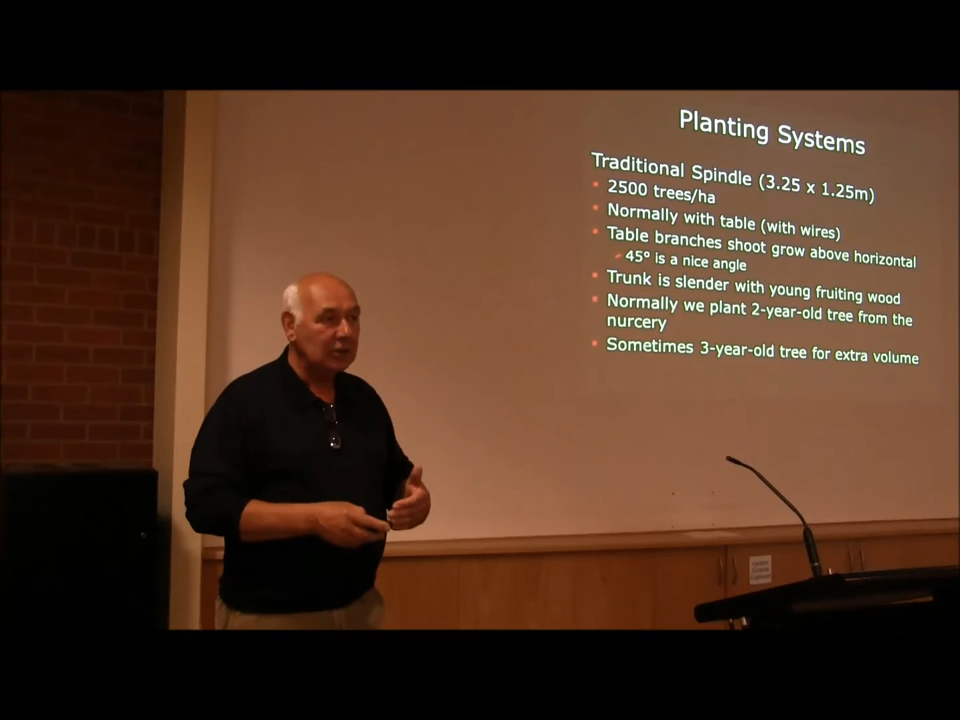 Planting Systems
Traditional Spindle (3.25 x 1.25m)
2500 trees/ha
Normally with table (with wires)
Table branches shoot grow above horizontal
45° is a nice angle
Trunk is slender with young fruiting wood
Normally we plant 2-year-old tree from the
nurcery
Sometimes 3-year-old tree for extra volume